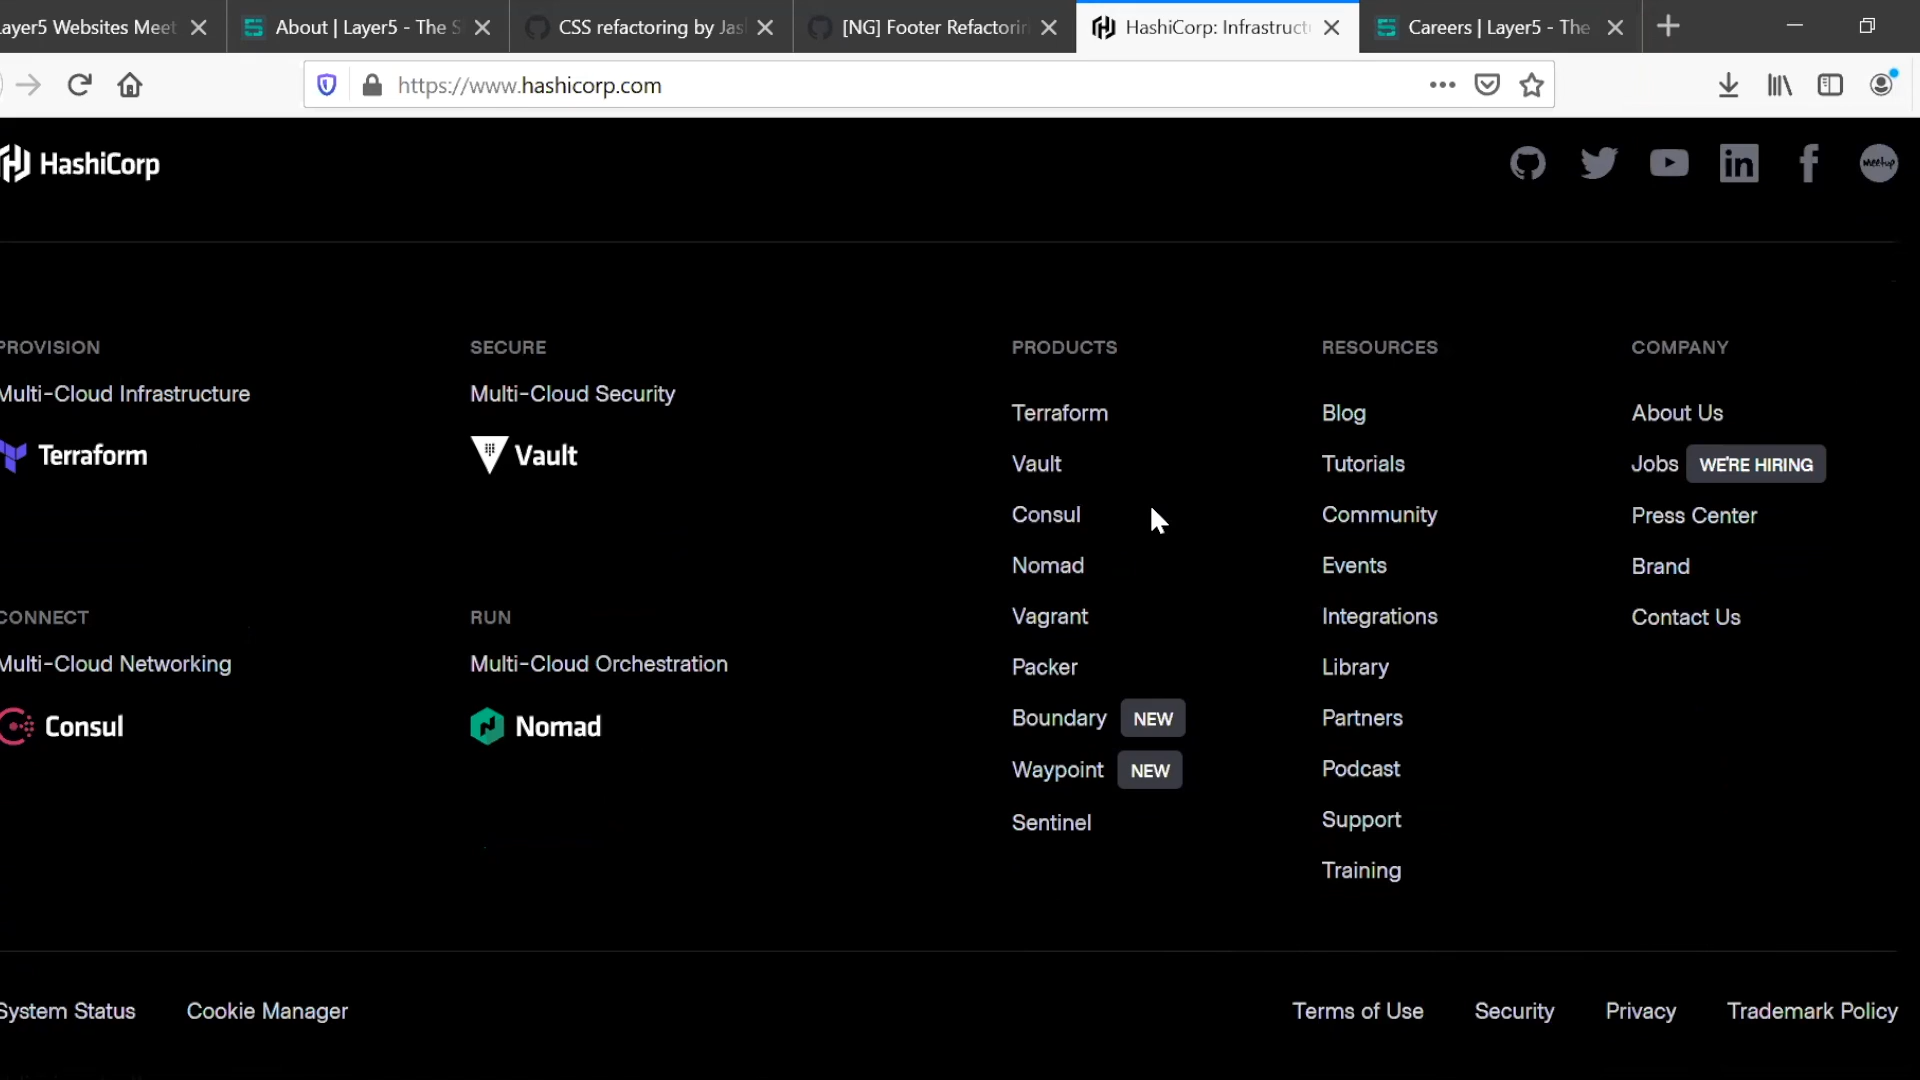 ayer5 Websites Meet
About | Layer5 - The S
CSS refactoring by Jas
[NG] Footer Refactorin
HashiCorp: Infrastruct
Careers | Layer5 - The
https://www.hashicorp.com
HashiCorp
in
f
meetup
PROVISION
Multi-Cloud Infrastructure
Terraform
SECURE
Multi-Cloud Security
Vault
CONNECT
Multi-Cloud Networking
Consul
RUN
Multi-Cloud Orchestration
Nomad
PRODUCTS
Terraform
Vault
Consul
Nomad
Vagrant
Packer
Boundary NEW
Waypoint NEW
Sentinel
RESOURCES
Blog
Tutorials
Community
Events
Integrations
Library
Partners
Podcast
Support
Training
COMPANY
About Us
Jobs WE'RE HIRING
Press Center
Brand
Contact Us
System Status
Cookie Manager
Terms of Use
Security
Privacy
Trademark Policy